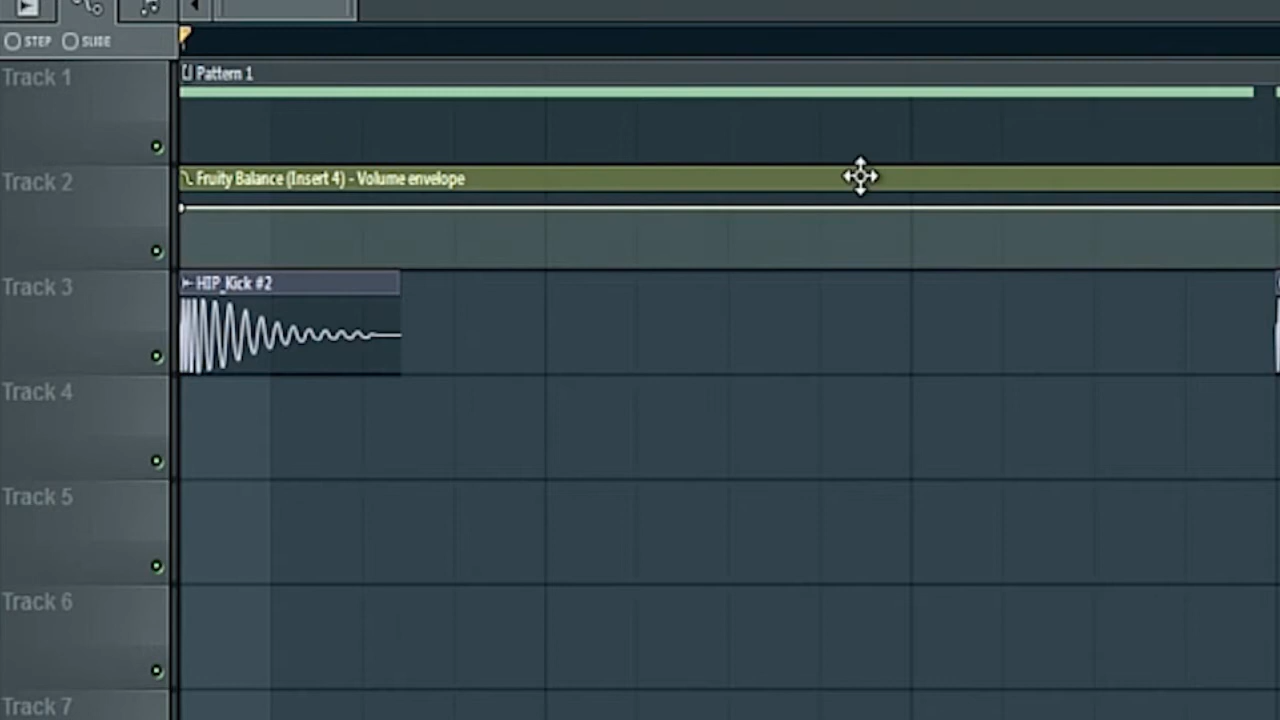 STEP SLIDE
Track 1
Pattern 1
Track 2
Fruity Balance (Insert 4) - Volume envelope
Track 3
HIP_Kick #2
Track 4
Track 5
Track 6
Track 7